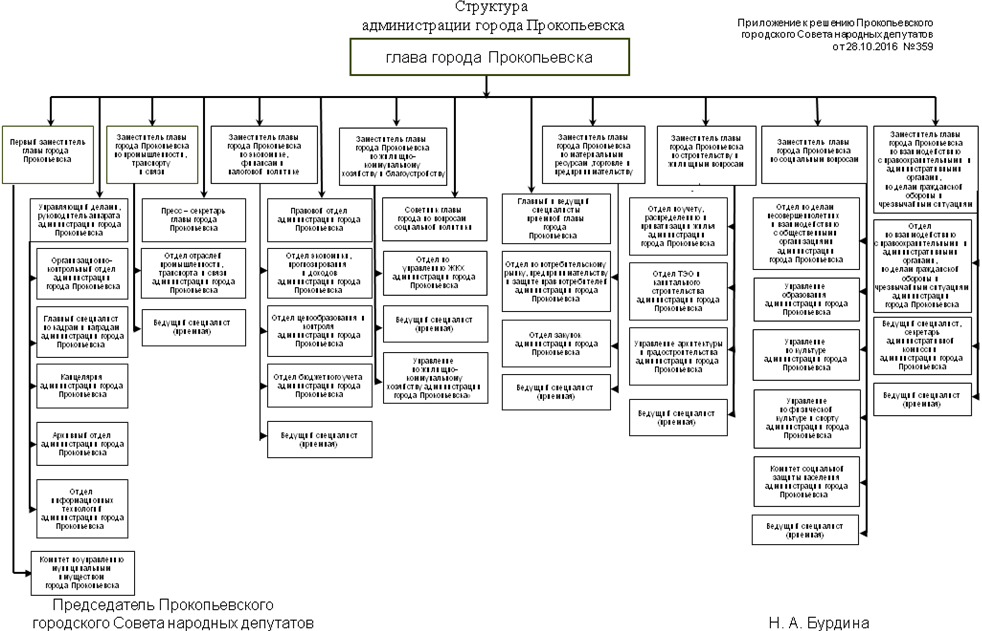 Структура
администрации города Прокопьевска
Приложение к решению Прокопьевского
городского Совета народных депутатов
от 28.10.2016 №359
глава города Прокопьевска
Первый заместитель
главы города
Прокопьевска
Заместитель главы
города Прокопьевска
по промышленности,
транспорту
и связи
Заместитель главы
города Прокопьевска
по экономике,
финансам и
налоговой политике
Заместитель главы
города Прокопьевска
по жилищно-
коммунальному
хозяйству и благоустройству
Заместитель главы
города Прокопьевска
по материальным
ресурсам, торговле и
предпринимательству
Заместитель главы
города Прокопьевска
по строительству и
жилищным вопросам
Заместитель главы
города Прокопьевска
по социальным вопросам
Заместитель главы
города Прокопьевска
по взаимодействию
с правоохранительными и
административными
органами,
по делам гражданской
обороны и
чрезвычайным ситуациям
Управляющий делами,
руководитель аппарата
администрации города
Прокопьевска
Пресс – секретарь
главы города
Прокопьевска
Правовой отдел
администрации города
Прокопьевска
Советник главы
города по вопросам
социальной политике
Главный и ведущий
специалисты
приемной главы
города
Прокопьевска
Организационно-
контрольный отдел
администрации
города
Прокопьевска
Главный специалист
по кадрам и наградам
администрации города
Прокопьевска
Канцелярия
администрации города
Прокопьевска
Архивный отдел
администрации города
Прокопьевска
Отдел
информационных
технологий
администрации города
Прокопьевска
Комитет по управлению
муниципальным
имуществом
города Прокопьевска
Отдел отраслей
промышленности,
транспорта и связи
администрации города
Прокопьевска
Ведущий специалист
(приемная)
Отдел экономики,
прогнозирования
и доходов
администрации города
Прокопьевска
Отдел ценообразования и
контроля
администрации города
Прокопьевска
Отдел бюджетного учета
администрации города
Прокопьевска
Ведущий специалист
(приемная)
Отдел по
управлению ЖКХ
администрации города
Прокопьевска
Ведущий специалист
(приемная)
Управление
по жилищно-
коммунальному
хозяйству администрации
города Прокопьевска»
Отдел по потребительскому
рынку, предпринимательству
и защите прав потребителей
администрации города
Прокопьевска
Отдел закупок
администрации города
Прокопьевска
Ведущий специалист
(приемная)
Отдел по учету,
распределению и
приватизации жилья
администрации
города Прокопьевска
Отдел ТЭО и
капитального
строительства
администрации города
Прокопьевска
Управление архитектуры
и градостроительства
администрации города
Прокопьевска
Ведущий специалист
(приемная)
Отдел по делам
несовершеннолетних
и взаимодействию
с общественными
организациями
администрации
города Прокопьевска
Управление
образования
администрации города
Прокопьевска
Управление
по культуре
администрации города
Прокопьевска
Управление
по физической
культуре и спорту
администрации города
Прокопьевска
Комитет социальной
защиты населения
администрации города
Прокопьевска
Ведущий специалист
(приемная)
Отдел
по взаимодействию
с правоохранительными и
административными
органами,
по делам гражданской
обороны и
чрезвычайным ситуациям
администрации
города Прокопьевска
Ведущий специалист,
секретарь
административной
комиссии
администрации города
Прокопьевска
Ведущий специалист
(приемная)
Председатель Прокопьевского
городского Совета народных депутатов
Н. А. Бурдина